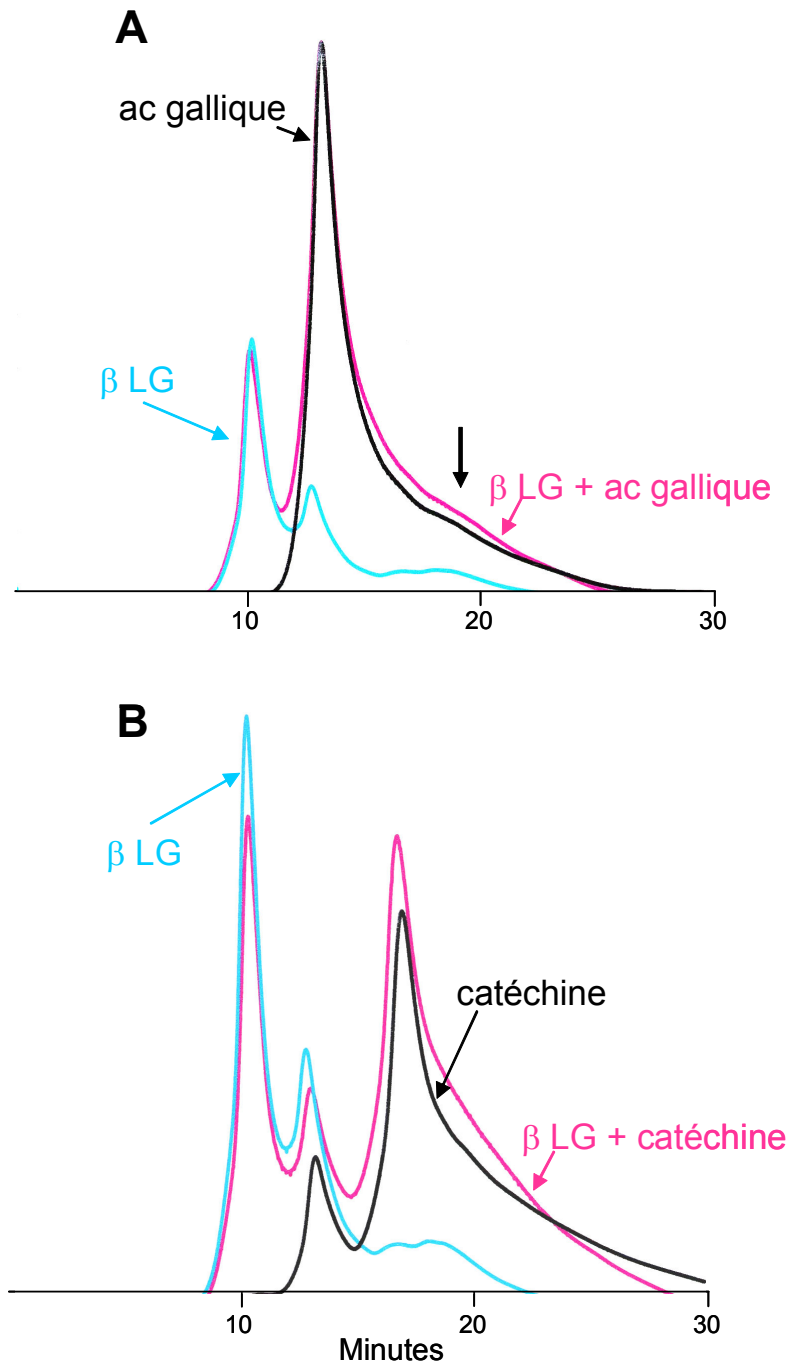 A
ac gallique
β LG
β LG + ac gallique
10 20 30
B
β LG
catéchine
β LG + catéchine
10 20 30
Minutes